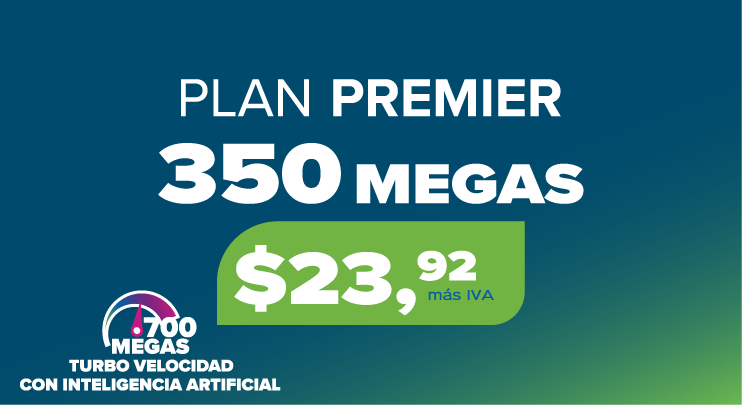 PLAN PREMIER
350 MEGAS
$23,92
más IVA
700
MEGAS
TURBO VELOCIDAD
CON INTELIGENCIA ARTIFICIAL